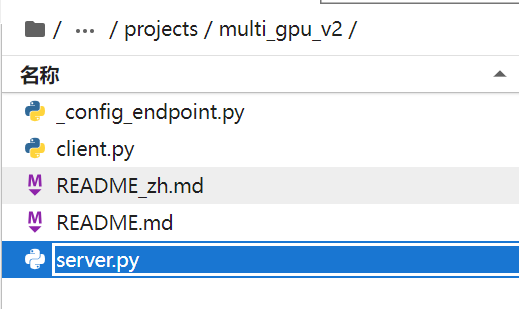 / ... / projects / multi_gpu_v2 /
名称
_config_endpoint.py
client.py
README_zh.md
README.md
server.py